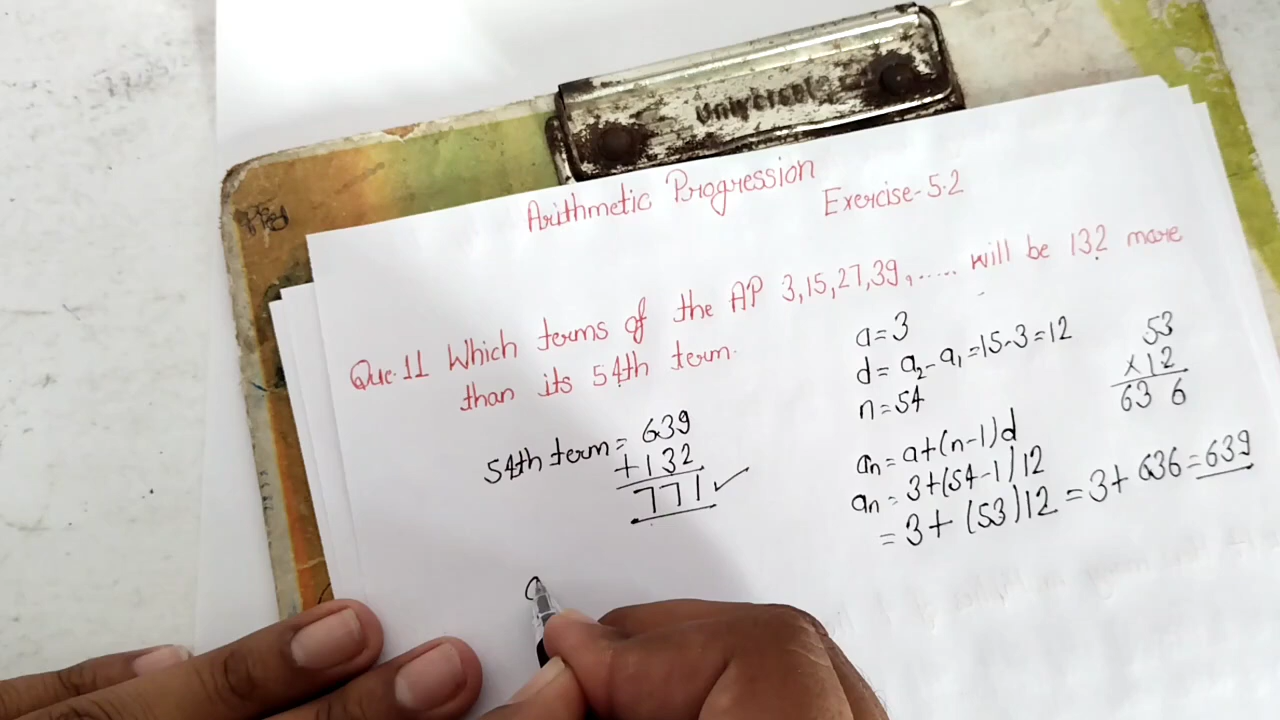 Universal
Arithmetic Progression
Exercise-5.2
Que.11 Which terms of the AP 3,15,27,39,..... will be 132 more
than its 54th term.
54th term = 639
+132
771 ✓
a=3
d= a₂-a₁=15-3=12
n=54
an = a+(n-1)d
an = 3+(54-1)12
= 3+ (53)12 = 3+ 636 = 639
53
×12
636